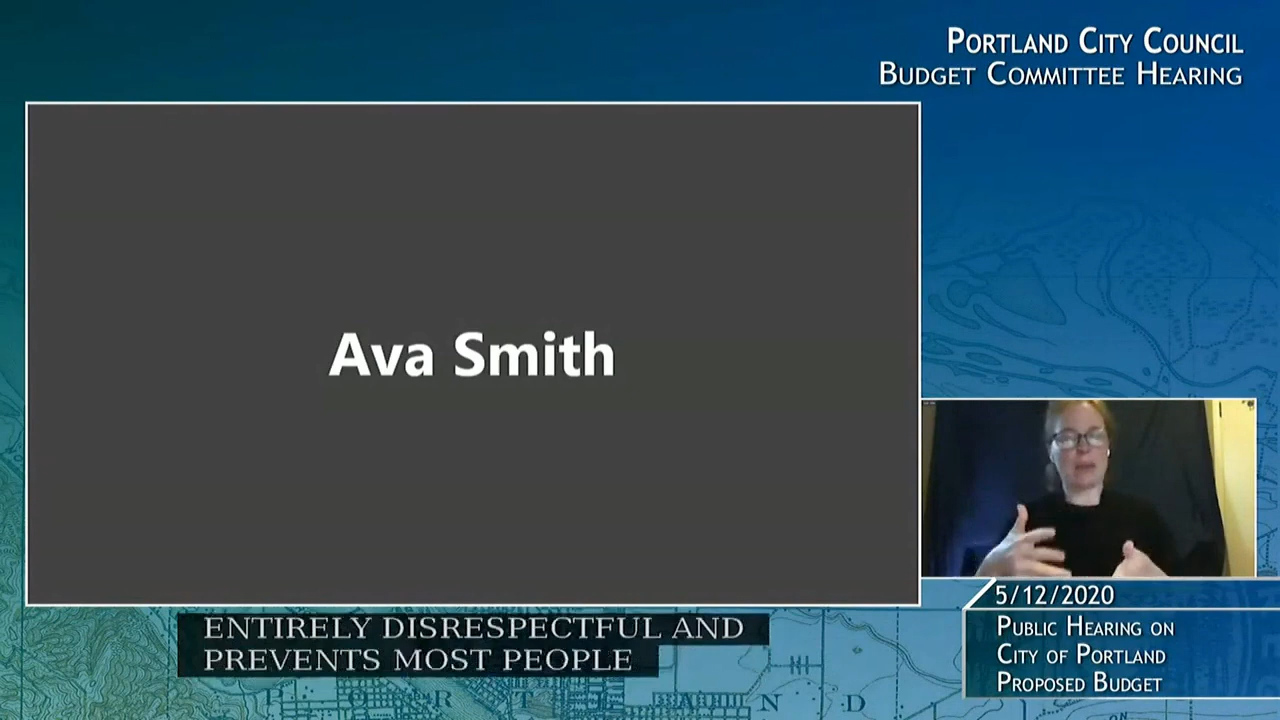 PORTLAND CITY COUNCIL
BUDGET COMMITTEE HEARING
Ava Smith
5/12/2020
PUBLIC HEARING ON
CITY OF PORTLAND
PROPOSED BUDGET
ENTIRELY DISRESPECTFUL AND
PREVENTS MOST PEOPLE
R T L A N D